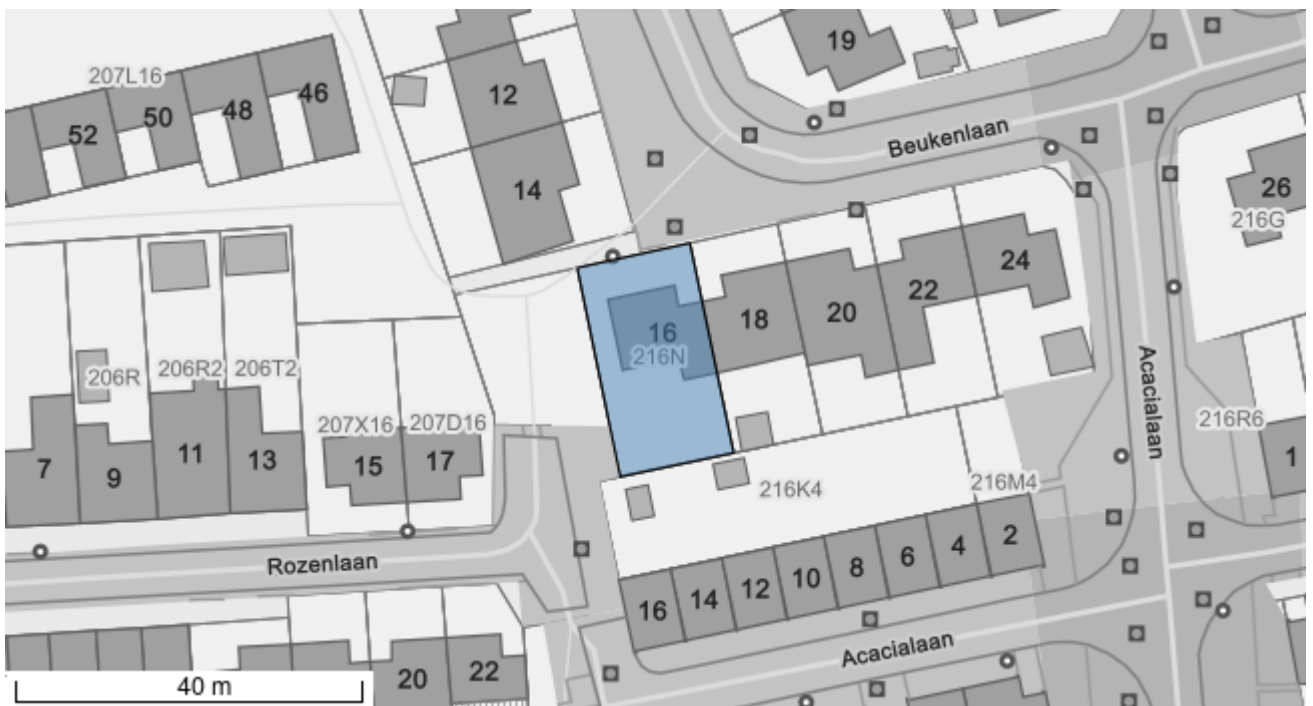 19
46
12
207L16
50
48
52
Beukenlaan
14
26
216G
24
22
18
20
16
216N
206R
206R2
206T2
Acacialaan
207X16
207D16
216R6
11
7
9
13
15
17
1
216K4
216M4
2
4
6
8
10
12
14
16
Rozenlaan
Acacialaan
20
22
40 m